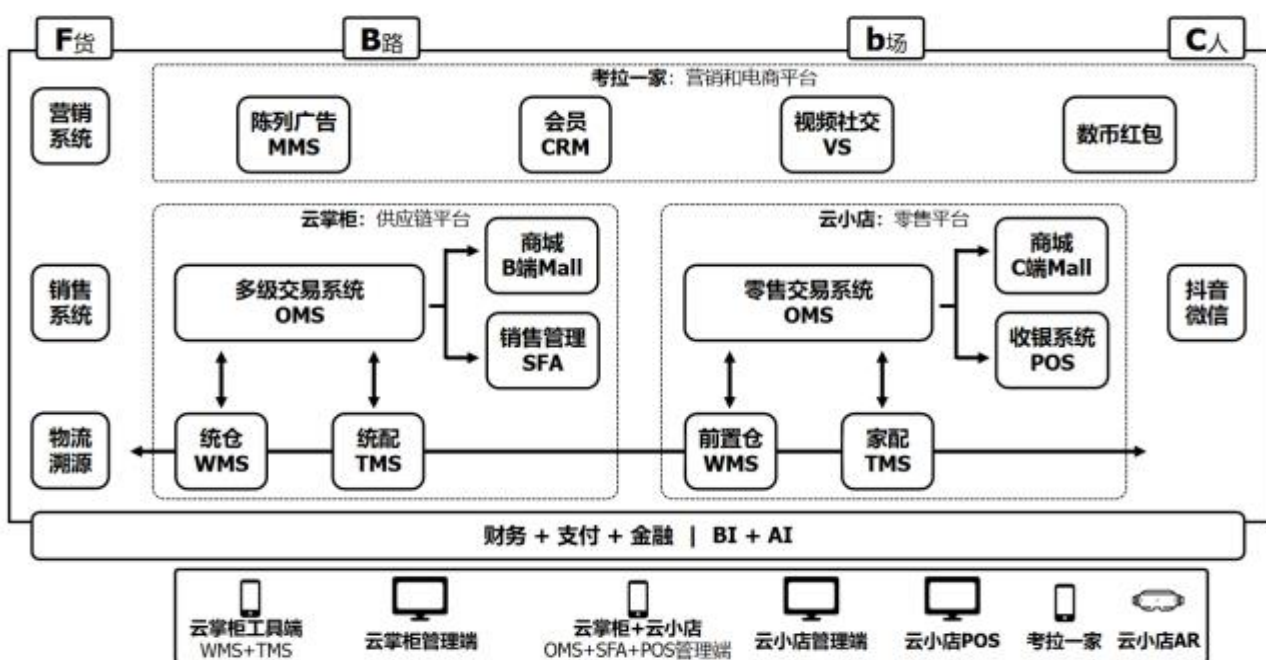 F货
B路
b场
C人
考拉一家：营销和电商平台
营销
系统
陈列广告
MMS
会员
CRM
视频社交
VS
数币红包
云掌柜：供应链平台
云小店：零售平台
销售
系统
多级交易系统
OMS
商城
B端Mall
销售管理
SFA
零售交易系统
OMS
商城
C端Mall
收银系统
POS
抖音
微信
物流
溯源
统仓
WMS
统配
TMS
前置仓
WMS
家配
TMS
财务 + 支付 + 金融 | BI + AI
云掌柜工具端
WMS+TMS
云掌柜管理端
云掌柜+云小店
OMS+SFA+POS管理端
云小店管理端
云小店POS
考拉一家
云小店AR